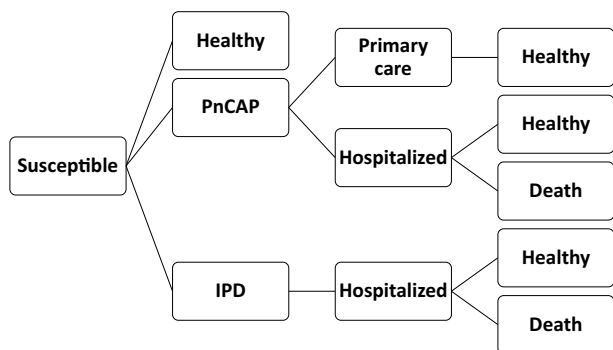 Healthy
Primary
care
Healthy
PnCAP
Healthy
Susceptible
Hospitalized
Death
Healthy
IPD
Hospitalized
Death